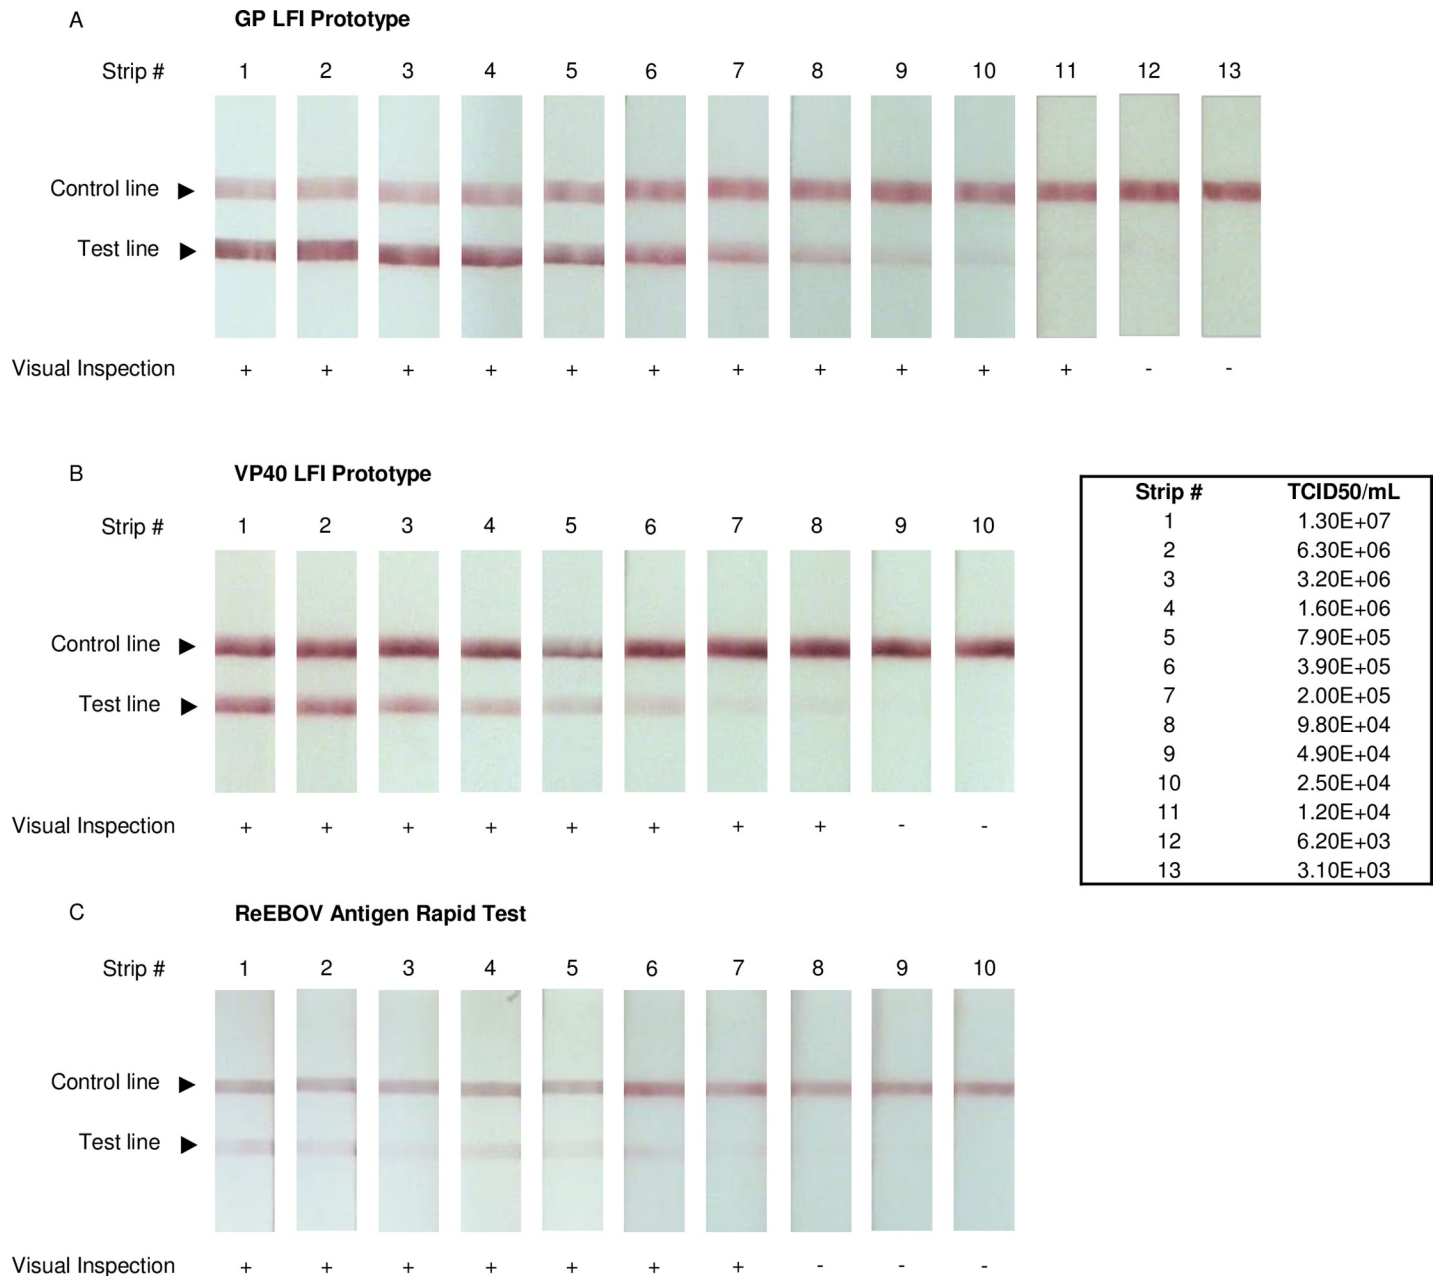 A GP LFI Prototype
Strip # 1 2 3 4 5 6 7 8 9 10 11 12 13
Control line ►
Test line ►
Visual Inspection + + + + + + + + + + + - -
B VP40 LFI Prototype
Strip # 1 2 3 4 5 6 7 8 9 10
Control line ►
Test line ►
Visual Inspection + + + + + + + + - -
Strip # TCID50/mL
1 1.30E+07
2 6.30E+06
3 3.20E+06
4 1.60E+06
5 7.90E+05
6 3.90E+05
7 2.00E+05
8 9.80E+04
9 4.90E+04
10 2.50E+04
11 1.20E+04
12 6.20E+03
13 3.10E+03
C ReEBOV Antigen Rapid Test
Strip # 1 2 3 4 5 6 7 8 9 10
Control line ►
Test line ►
Visual Inspection + + + + + + + - - -